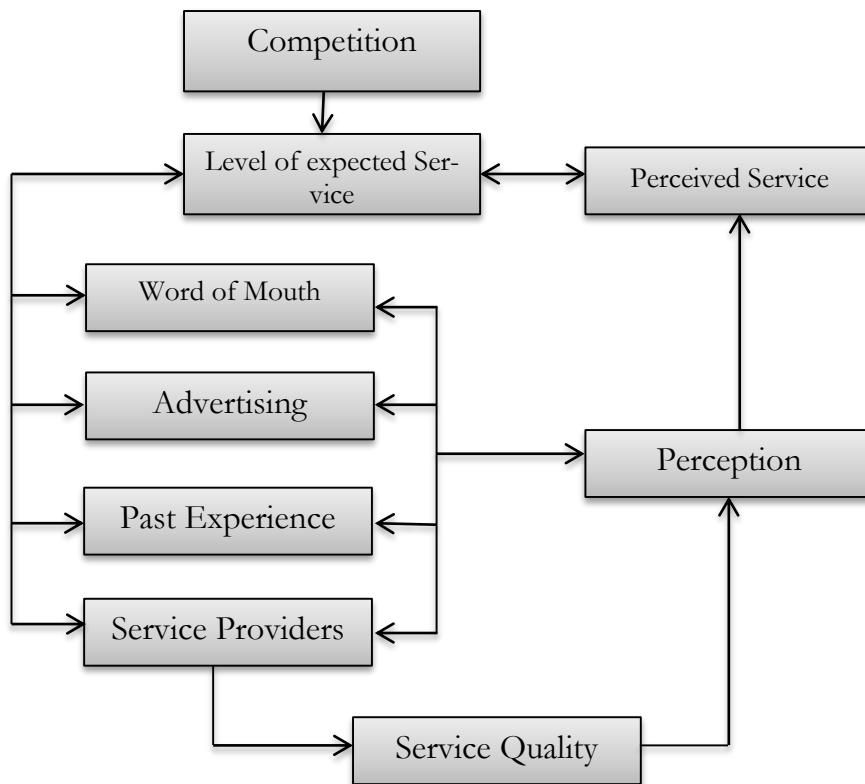 Competition
Level of expected Ser-
vice
Perceived Service
Word of Mouth
Advertising
Perception
Past Experience
Service Providers
Service Quality